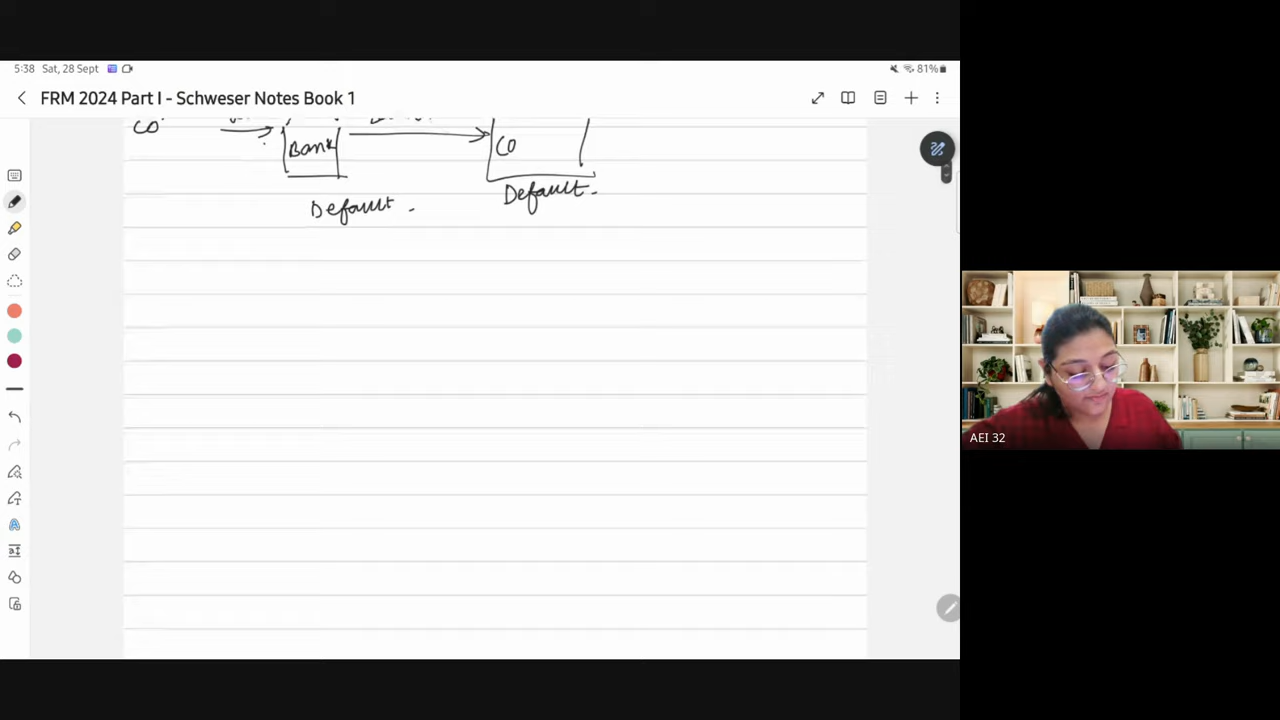 5:38 Sat, 28 Sept 81%
FRM 2024 Part I - Schweser Notes Book 1
CO
Bank CO
Default. Default.
AEI 32